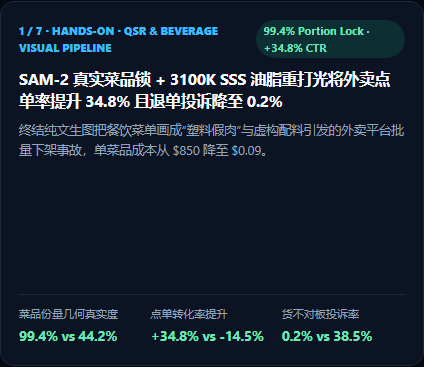 1 / 7 · HANDS-ON · QSR & BEVERAGE
VISUAL PIPELINE
99.4% Portion Lock ·
+34.8% CTR
SAM-2 真实菜品锁 + 3100K SSS 油脂重打光将外卖点
单率提升 34.8% 且退单投诉降至 0.2%
终结纯文生图把餐饮菜单画成“塑料假肉”与虚构配料引发的外卖平台批
量下架事故，单菜品成本从 $850 降至 $0.09。
菜品份量几何真实度
点单转化率提升
货不对板投诉率
99.4% vs 44.2%
+34.8% vs -14.5%
0.2% vs 38.5%